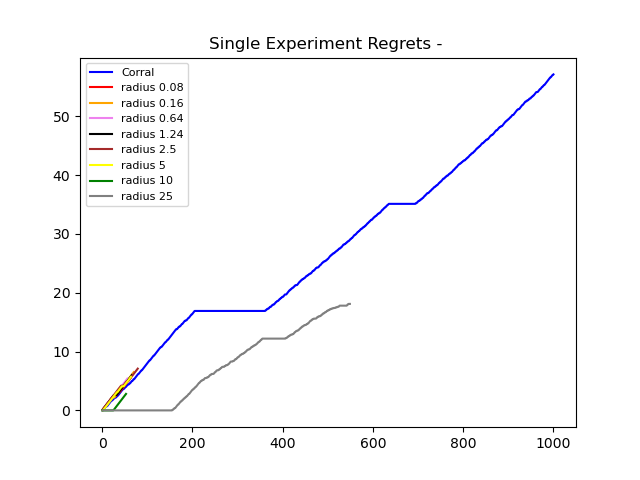 Single Experiment Regrets -
Corral
radius 0.08
radius 0.16
radius 0.64
radius 1.24
radius 2.5
radius 5
radius 10
radius 25
50
40
30
20
10
0
0 200 400 600 800 1000